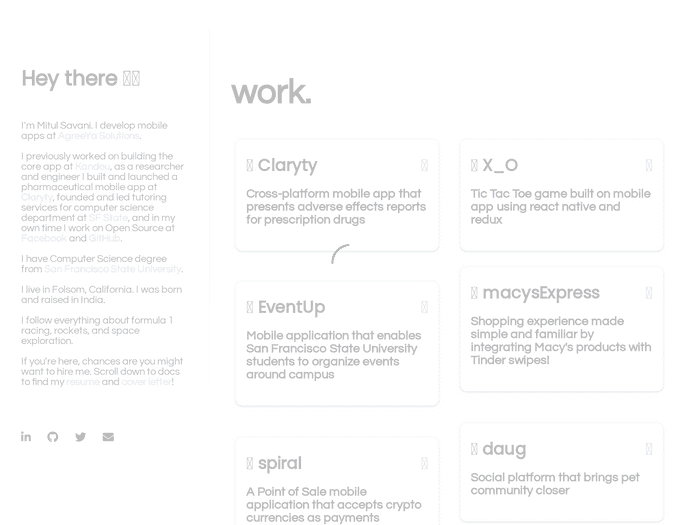 Hey there
I'm Mitul Savani. I develop mobile
apps at AgreeYa Solutions.
I previously worked on building the
core app at Kandou, as a researcher
and engineer I built and launched a
pharmaceutical mobile app at
Claryty, founded and led tutoring
services for computer science
department at SF State, and in my
own time I work on Open Source at
Facebook and GitHub.
I have Computer Science degree
from San Francisco State University.
I live in Folsom, California. I was born
and raised in India.
I follow everything about formula 1
racing, rockets, and space
exploration.
If you're here, chances are you might
want to hire me. Scroll down to docs
to find my resume and cover letter!
work.
Claryty
Cross-platform mobile app that
presents adverse effects reports
for prescription drugs
X_O
Tic Tac Toe game built on mobile
app using react native and
redux
EventUp
Mobile application that enables
San Francisco State University
students to organize events
around campus
macysExpress
Shopping experience made
simple and familiar by
integrating Macy's products with
Tinder swipes!
spiral
A Point of Sale mobile
application that accepts crypto
currencies as payments
daug
Social platform that brings pet
community closer